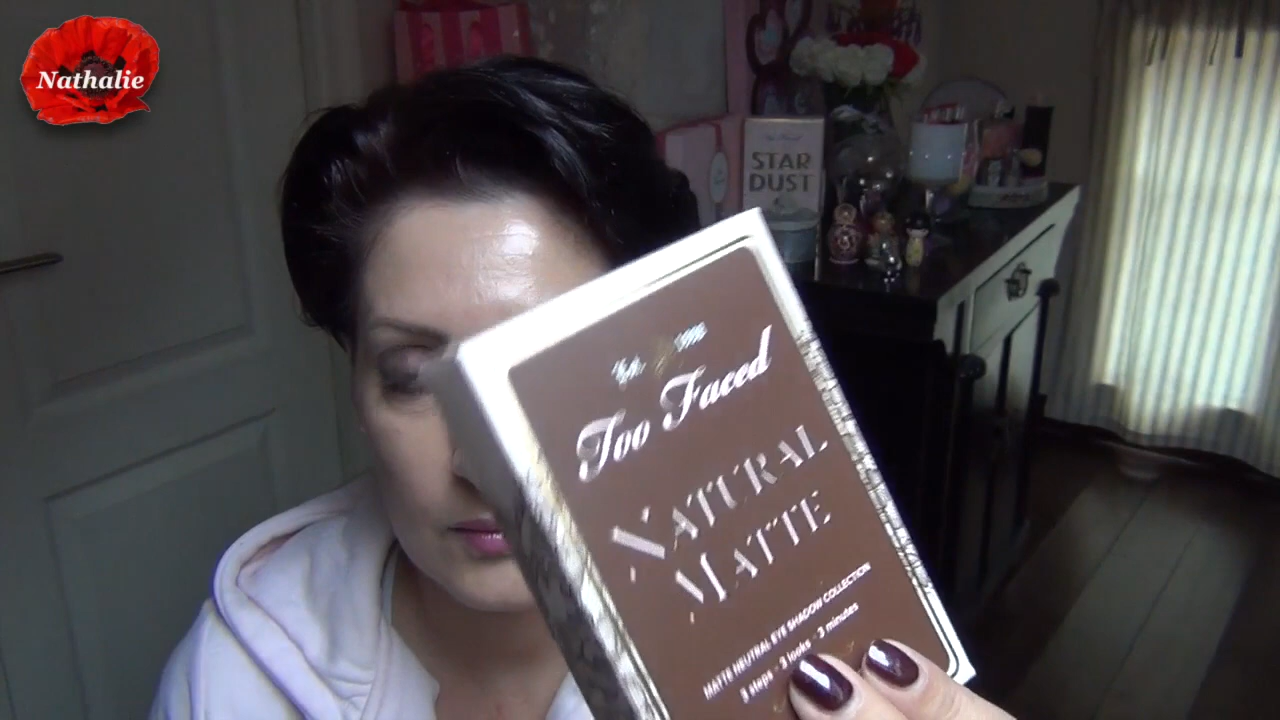 Nathalie
STAR
DUST
Too Faced
NATURAL
MATTE
MATTE NEUTRAL EYE SHADOW COLLECTION
3 steps - 3 looks - 3 minutes